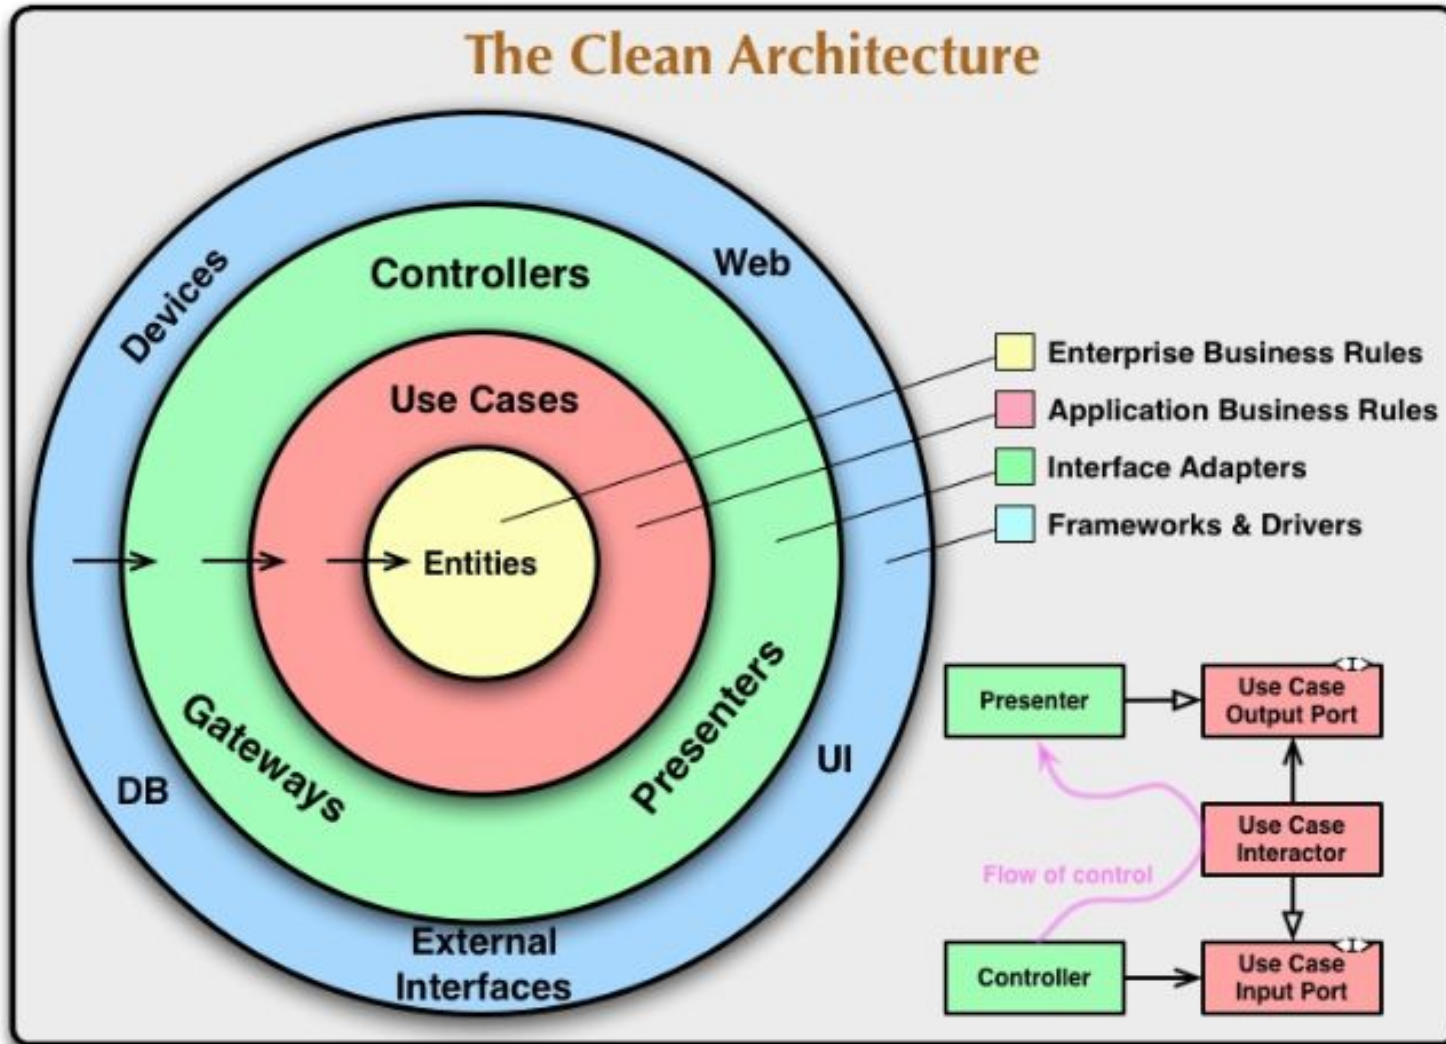 The Clean Architecture
Devices
Controllers
Web
Use Cases
Entities
Gateways
Presenters
DB
UI
External
Interfaces
Enterprise Business Rules
Application Business Rules
Interface Adapters
Frameworks & Drivers
Presenter
Use Case
Output Port
<I>
Flow of control
Use Case
Interactor
Controller
Use Case
Input Port
<I>